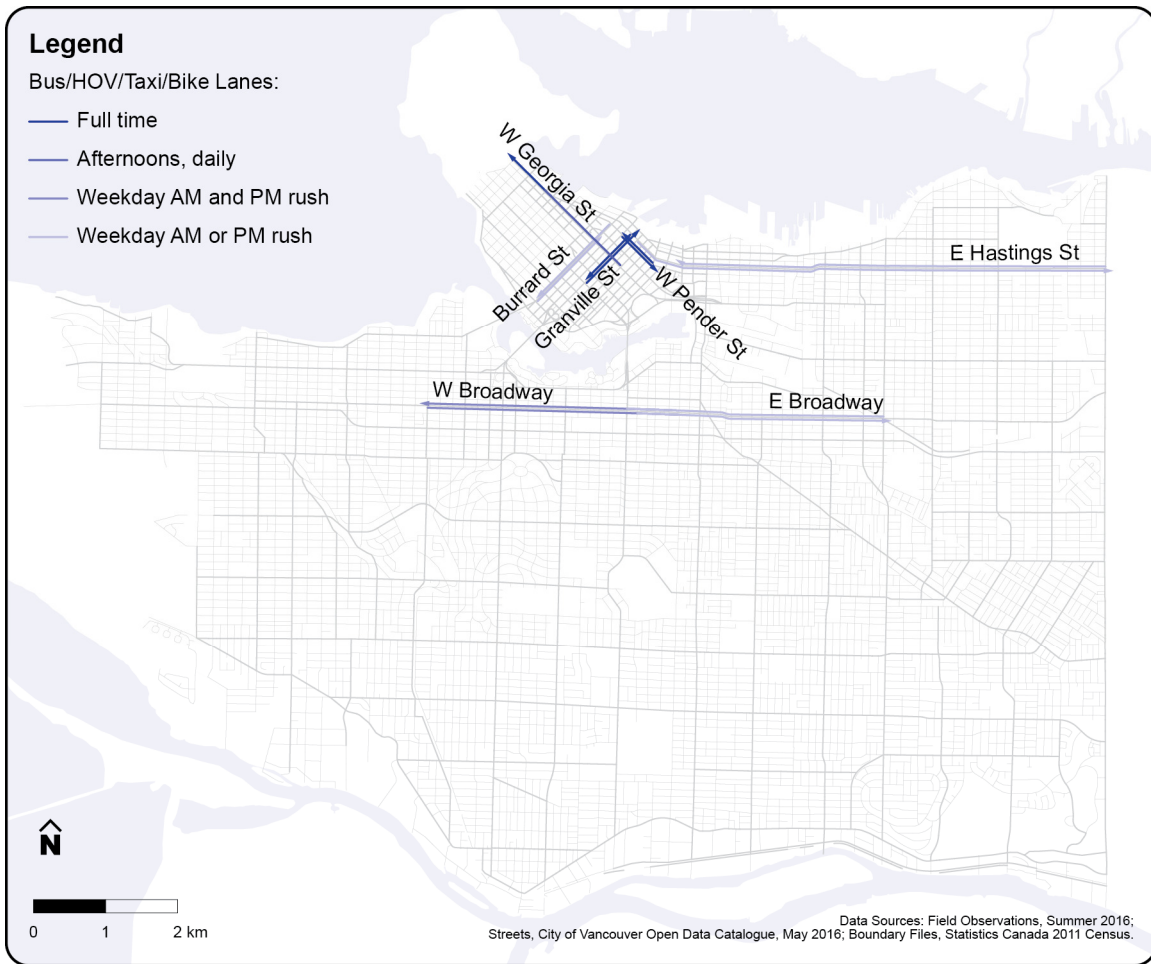 Legend
Bus/HOV/Taxi/Bike Lanes:
Full time
Afternoons, daily
Weekday AM and PM rush
Weekday AM or PM rush
W Georgia St
Burrard St
Granville St
W Pender St
E Hastings St
W Broadway
E Broadway
N
0 1 2 km
Data Sources: Field Observations, Summer 2016;
Streets, City of Vancouver Open Data Catalogue, May 2016; Boundary Files, Statistics Canada 2011 Census.